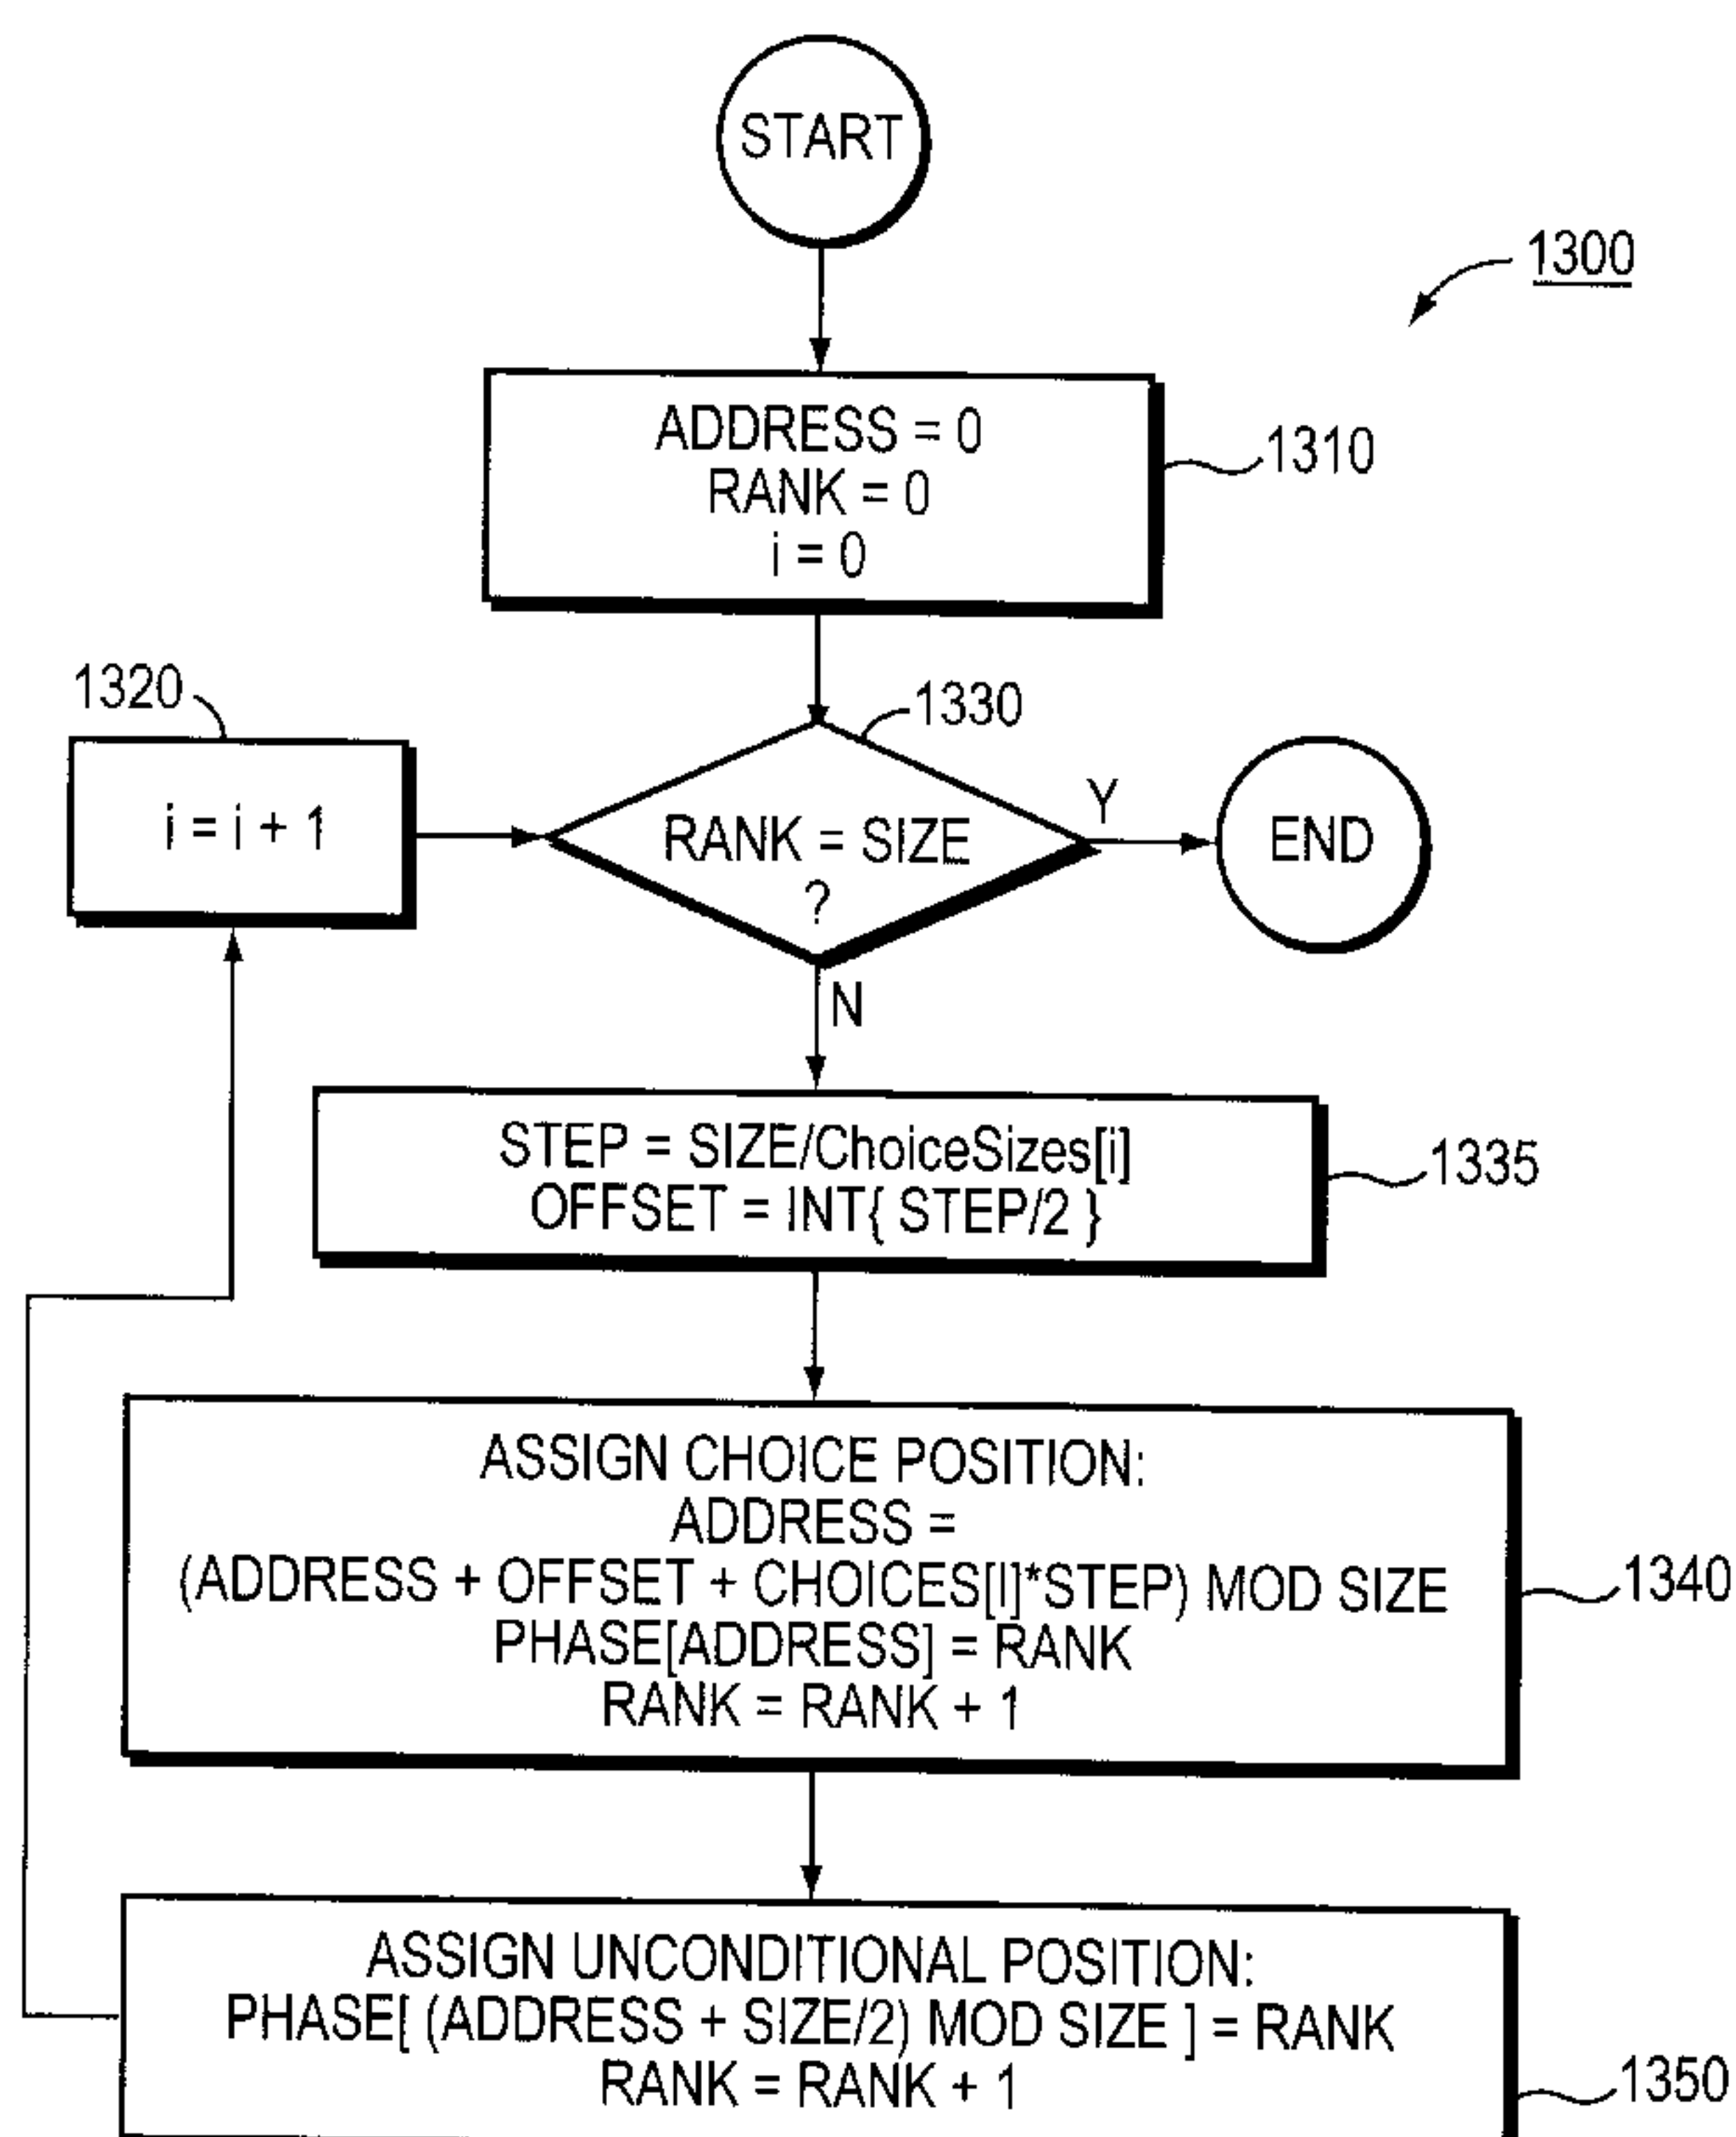 START
1300
ADDRESS = 0
RANK = 0
i = 0
1310
1320
i = i + 1
1330
RANK = SIZE
?
Y
END
N
STEP = SIZE/ChoiceSizes[i]
OFFSET = INT{ STEP/2 }
1335
ASSIGN CHOICE POSITION:
ADDRESS =
(ADDRESS + OFFSET + CHOICES[I]*STEP) MOD SIZE
PHASE[ADDRESS] = RANK
RANK = RANK + 1
1340
ASSIGN UNCONDITIONAL POSITION:
PHASE[ (ADDRESS + SIZE/2) MOD SIZE ] = RANK
RANK = RANK + 1
1350